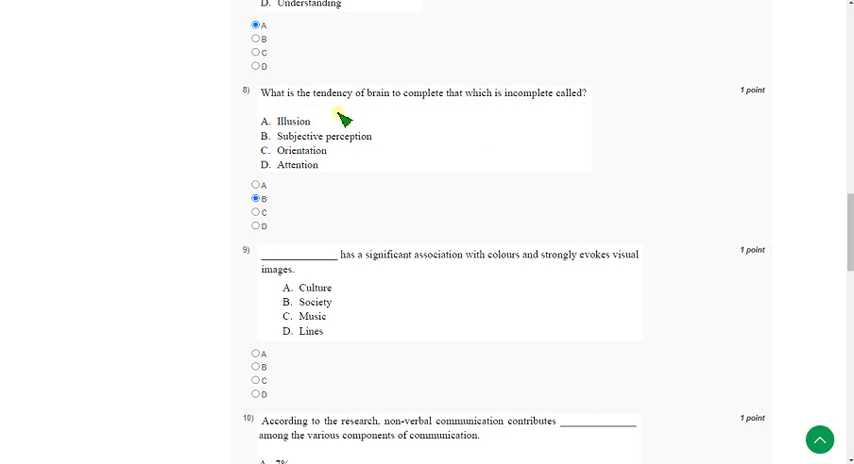 D. Understanding
A
B
C
D
8) What is the tendency of brain to complete that which is incomplete called? 1 point
A. Illusion
B. Subjective perception
C. Orientation
D. Attention
A
B
C
D
9) ______________ has a significant association with colours and strongly evokes visual 1 point
images.
A. Culture
B. Society
C. Music
D. Lines
A
B
C
D
10) According to the research, non-verbal communication contributes ______________ 1 point
among the various components of communication.
A. 7%